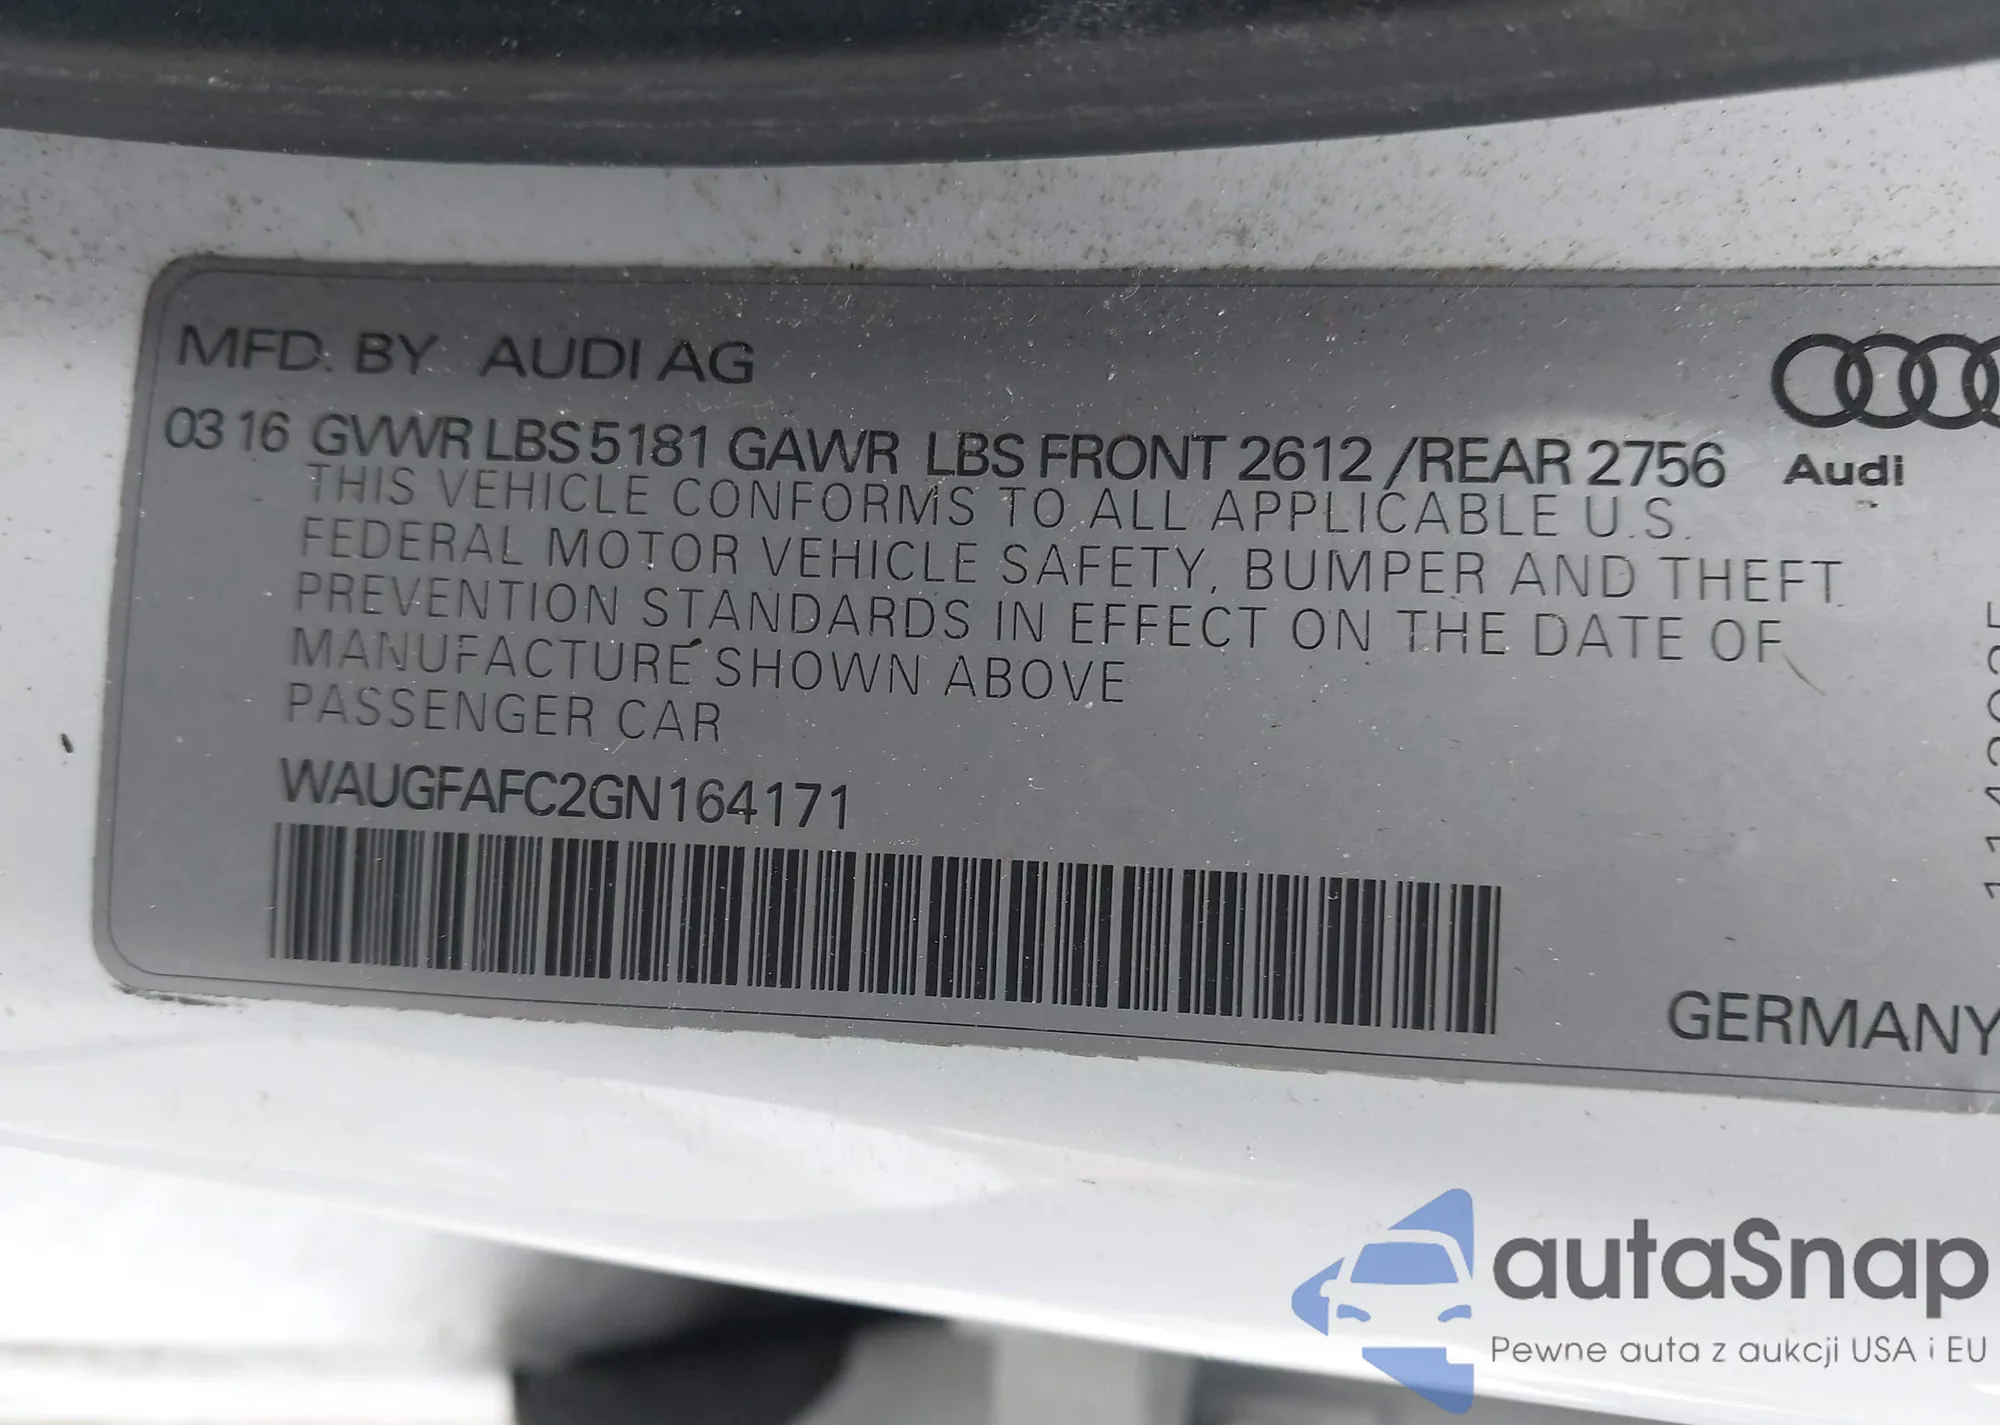 MFD. BY AUDI AG
03 16 GVWR LBS 5181 GAWR LBS FRONT 2612 /REAR 2756
Audi
THIS VEHICLE CONFORMS TO ALL APPLICABLE U.S.
FEDERAL MOTOR VEHICLE SAFETY, BUMPER AND THEFT
PREVENTION STANDARDS IN EFFECT ON THE DATE OF
MANUFACTURE SHOWN ABOVE
PASSENGER CAR
WAUGFAFC2GN164171
GERMANY
autaSnap
Pewne auta z aukcji USA i EU